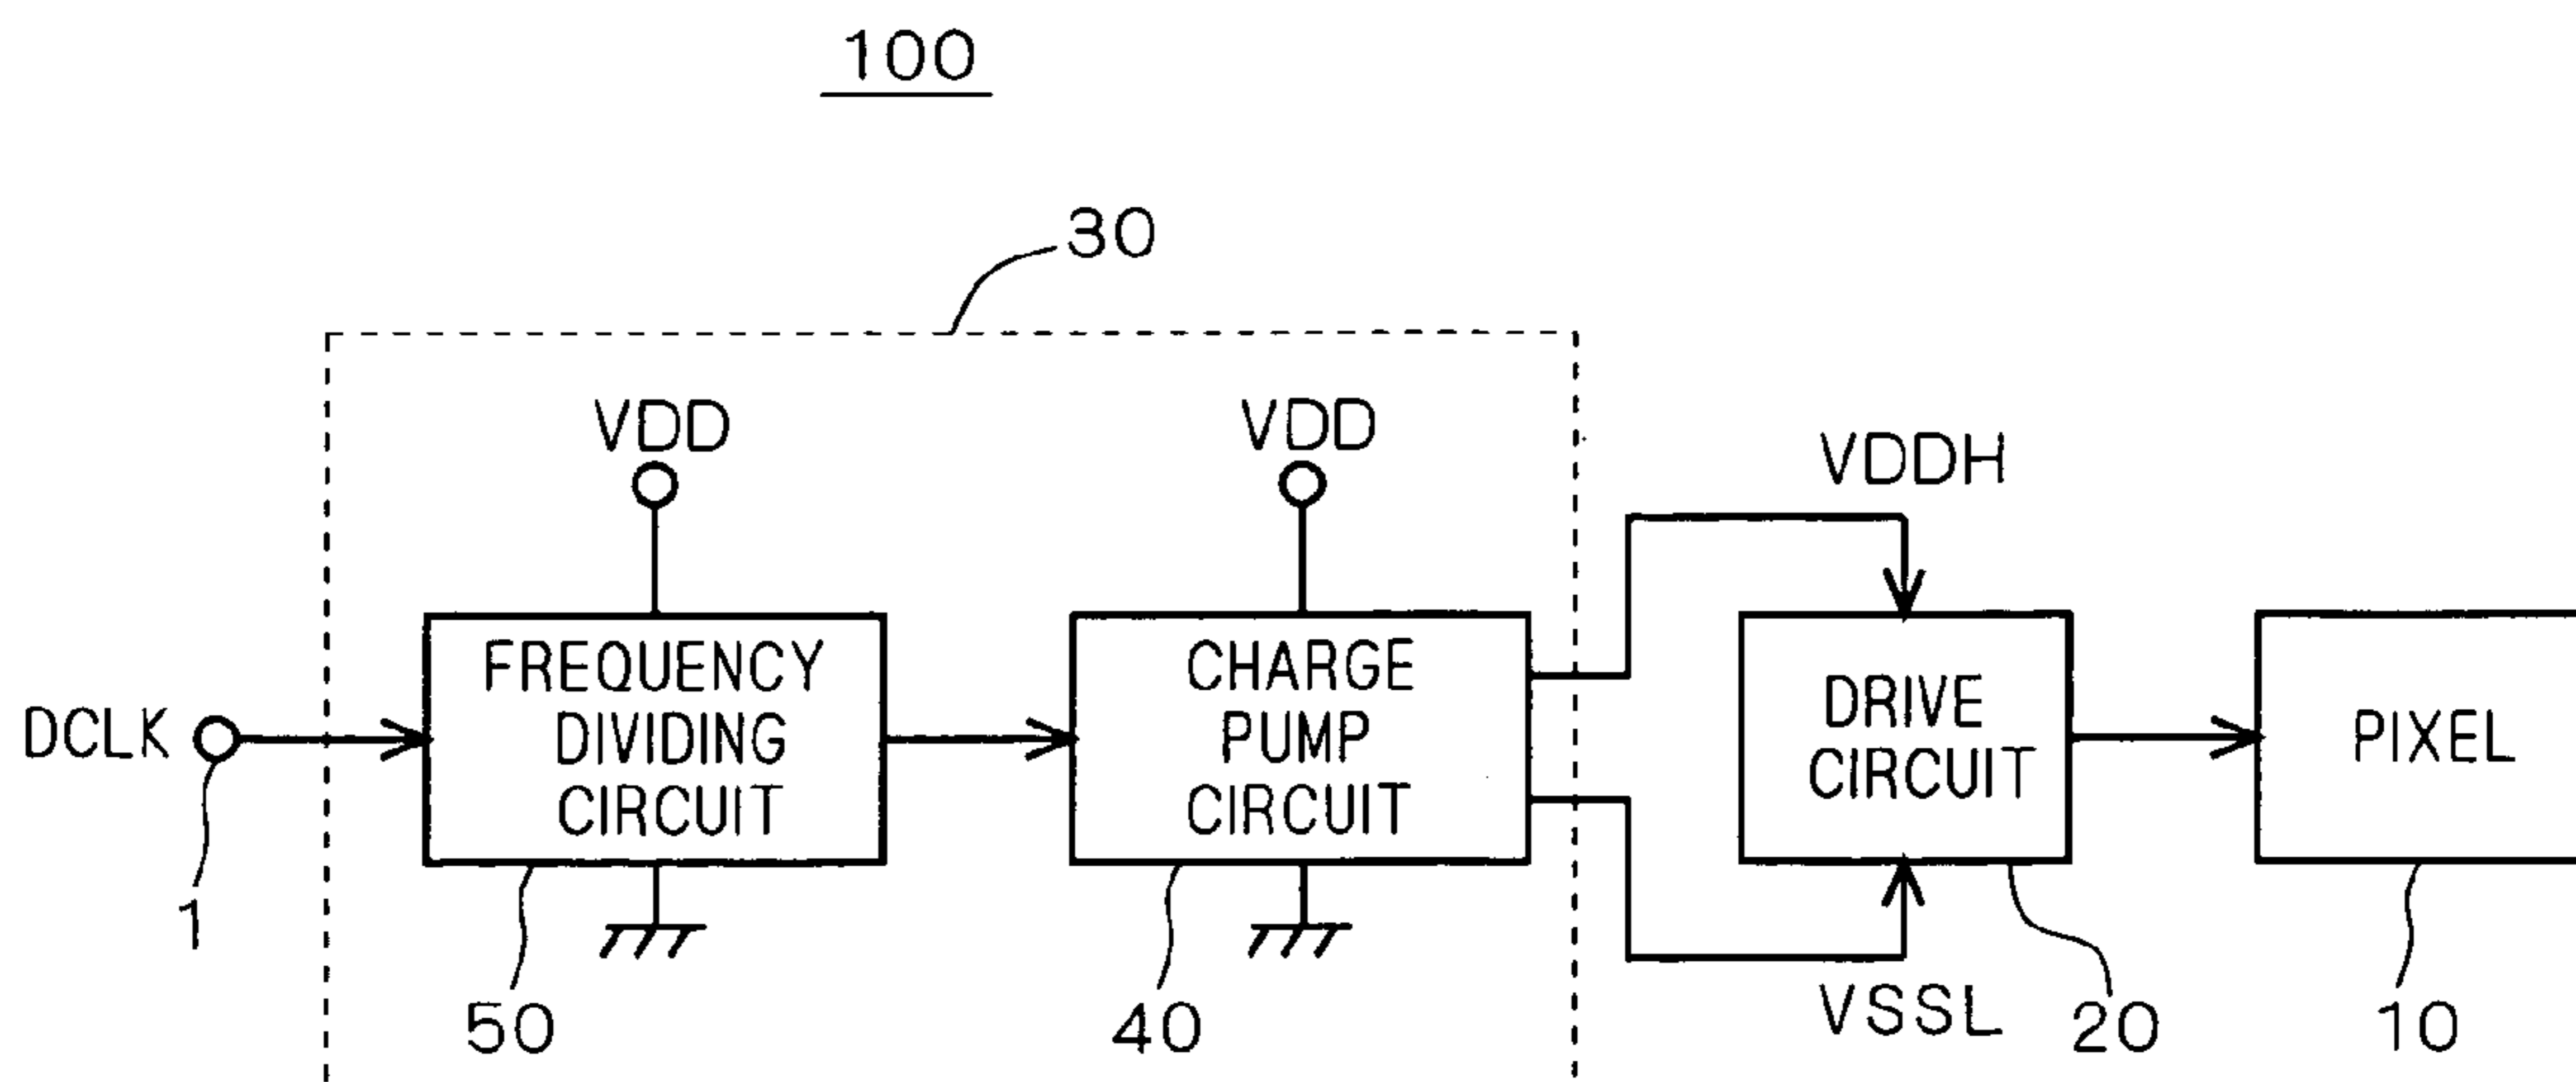 100
30
VDD
VDD
VDDH
FREQUENCY
DIVIDING
CIRCUIT
CHARGE
PUMP
CIRCUIT
DRIVE
CIRCUIT
PIXEL
DCLK
1
50
40
VSSL
20
10